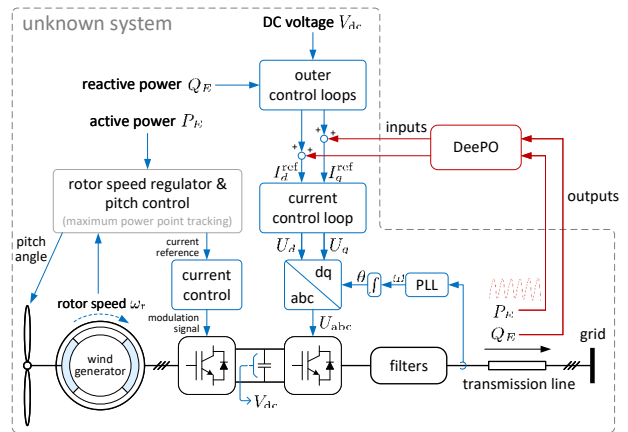 unknown system
DC voltage V_dc
reactive power Q_E
outer
control loops
active power P_E
inputs
DeePO
outputs
I_d^ref
I_q^ref
rotor speed regulator &
pitch control
(maximum power point tracking)
current
control loop
pitch
angle
current
reference
U_d
U_q
rotor speed ω_r
current
control
dq
abc
θ
∫
ω
PLL
P_E
Q_E
modulation
signal
U_abc
grid
wind
generator
filters
transmission line
V_dc